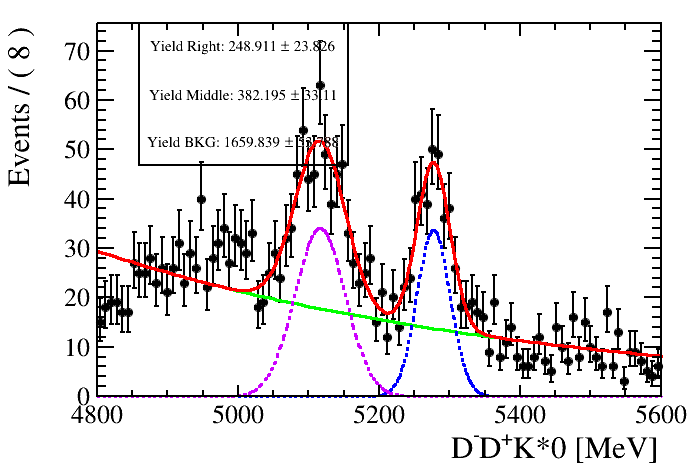 Events / ( 8 )
70
60
50
40
30
20
10
0
Yield Right: 248.911 ± 23.826
Yield Middle: 382.195 ± 33.11
Yield BKG: 1659.839 ±
4800 5000 5200 5400 5600
D⁻D⁺K*0 [MeV]